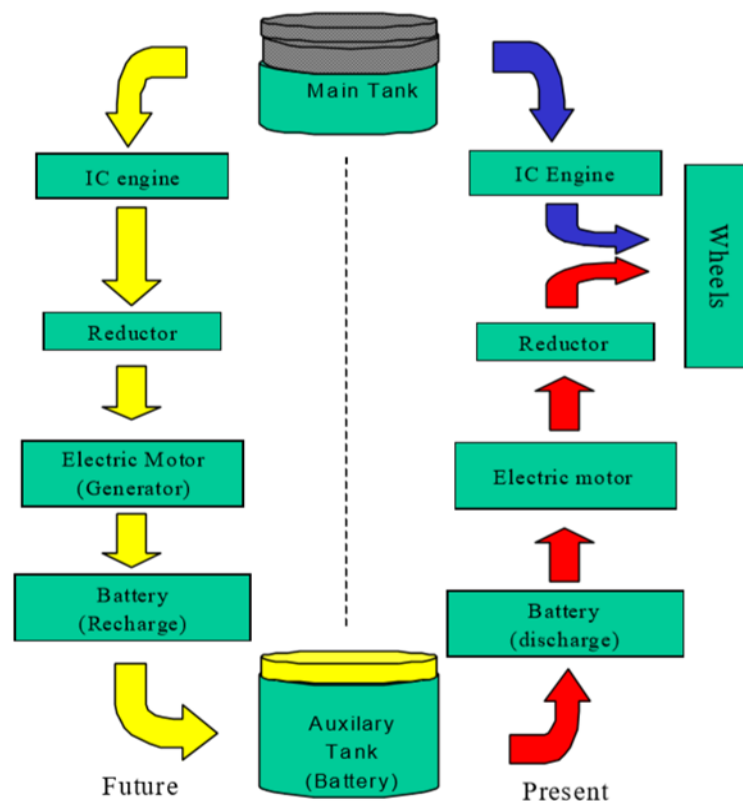 Main Tank
IC engine
Reductor
Electric Motor
(Generator)
Battery
(Recharge)
Future
Auxilary
Tank
(Battery)
IC Engine
Wheels
Reductor
Electric motor
Battery
(discharge)
Present